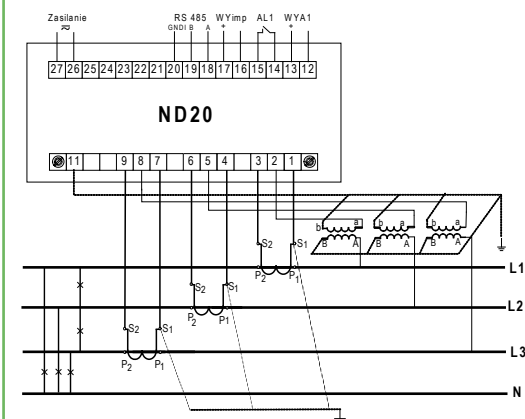 Zasilanie RS 485 WYimp AL1 WYA1
GNDI B A + +
27 26 25 24 23 22 21 20 19 18 17 16 15 14 13 12
ND20
11 9 8 7 6 5 4 3 2 1
b a b a b a
B A B A B A
S2 S1
P2 P1
L1
S2 S1
P2 P1
L2
S2 S1
P2 P1
L3
N